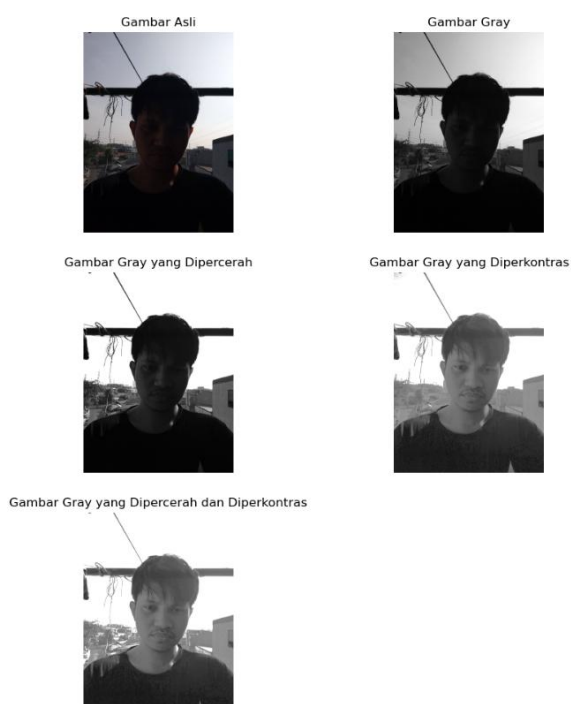 Gambar Asli
Gambar Gray
Gambar Gray yang Dipercerah
Gambar Gray yang Diperkontras
Gambar Gray yang Dipercerah dan Diperkontras